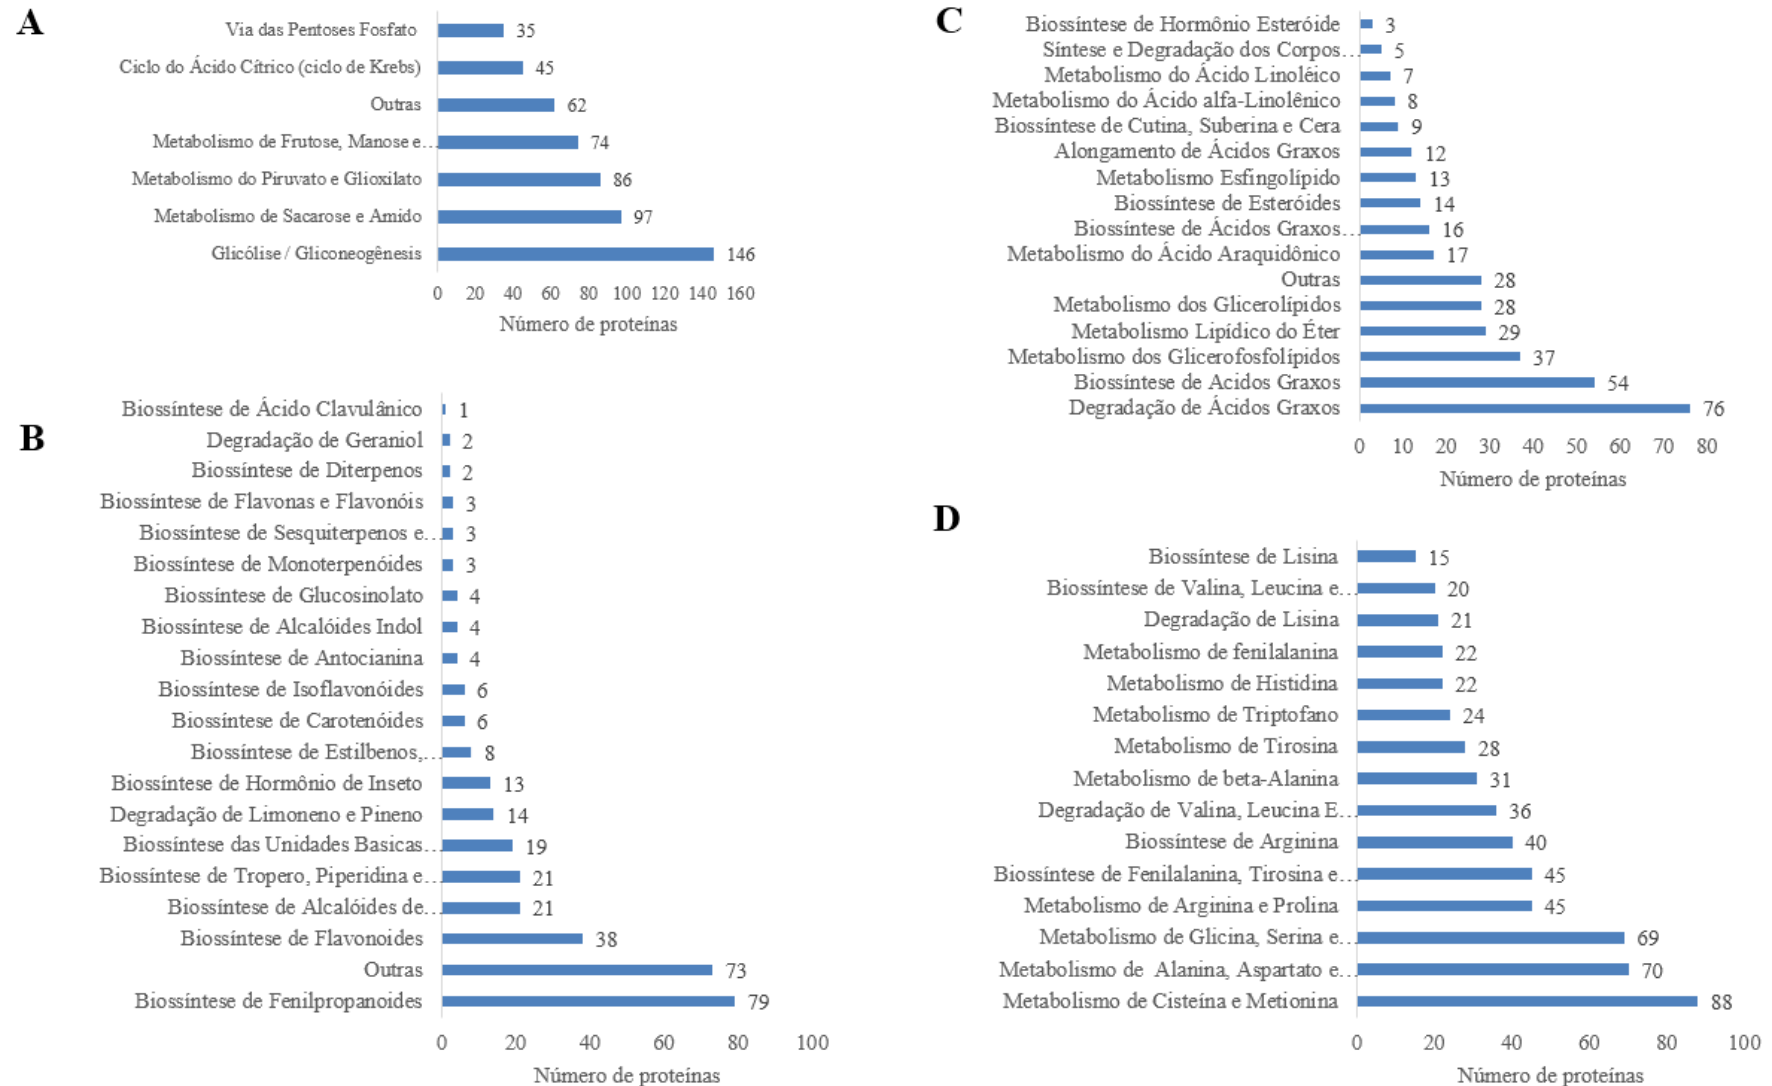 A
Via das Pentoses Fosfato 35
Ciclo do Ácido Cítrico (ciclo de Krebs) 45
Outras 62
Metabolismo de Frutose, Manose e… 74
Metabolismo do Piruvato e Glioxilato 86
Metabolismo de Sacarose e Amido 97
Glicólise / Gliconeogênesis 146
0 20 40 60 80 100 120 140 160
Número de proteínas
B
Biossíntese de Ácido Clavulânico 1
Degradação de Geraniol 2
Biossíntese de Diterpenos 2
Biossíntese de Flavonas e Flavonóis 3
Biossíntese de Sesquiterpenos e… 3
Biossíntese de Monoterpenóides 3
Biossíntese de Glucosinolato 4
Biossíntese de Alcalóides Indol 4
Biossíntese de Antocianina 4
Biossíntese de Isoflavonóides 6
Biossíntese de Carotenóides 6
Biossíntese de Estilbenos,… 8
Biossíntese de Hormônio de Inseto 13
Degradação de Limoneno e Pineno 14
Biossíntese das Unidades Basicas… 19
Biossíntese de Tropero, Piperidina e… 21
Biossíntese de Alcalóides de… 21
Biossíntese de Flavonoides 38
Outras 73
Biossíntese de Fenilpropanoides 79
0 20 40 60 80 100
Número de proteínas
C
Biossíntese de Hormônio Esteróide 3
Síntese e Degradação dos Corpos… 5
Metabolismo do Ácido Linoléico 7
Metabolismo do Ácido alfa-Linolênico 8
Biossíntese de Cutina, Suberina e Cera 9
Alongamento de Ácidos Graxos 12
Metabolismo Esfingolípido 13
Biossíntese de Esteróides 14
Biossíntese de Ácidos Graxos… 16
Metabolismo do Ácido Araquidônico 17
Outras 28
Metabolismo dos Glicerolípidos 28
Metabolismo Lipídico do Éter 29
Metabolismo dos Glicerofosfolípidos 37
Biossíntese de Acidos Graxos 54
Degradação de Ácidos Graxos 76
0 10 20 30 40 50 60 70 80
Número de proteínas
D
Biossíntese de Lisina 15
Biossíntese de Valina, Leucina e… 20
Degradação de Lisina 21
Metabolismo de fenilalanina 22
Metabolismo de Histidina 22
Metabolismo de Triptofano 24
Metabolismo de Tirosina 28
Metabolismo de beta-Alanina 31
Degradação de Valina, Leucina E… 36
Biossíntese de Arginina 40
Biossíntese de Fenilalanina, Tirosina e… 45
Metabolismo de Arginina e Prolina 45
Metabolismo de Glicina, Serina e… 69
Metabolismo de Alanina, Aspartato e… 70
Metabolismo de Cisteína e Metionina 88
0 20 40 60 80 100
Número de proteínas